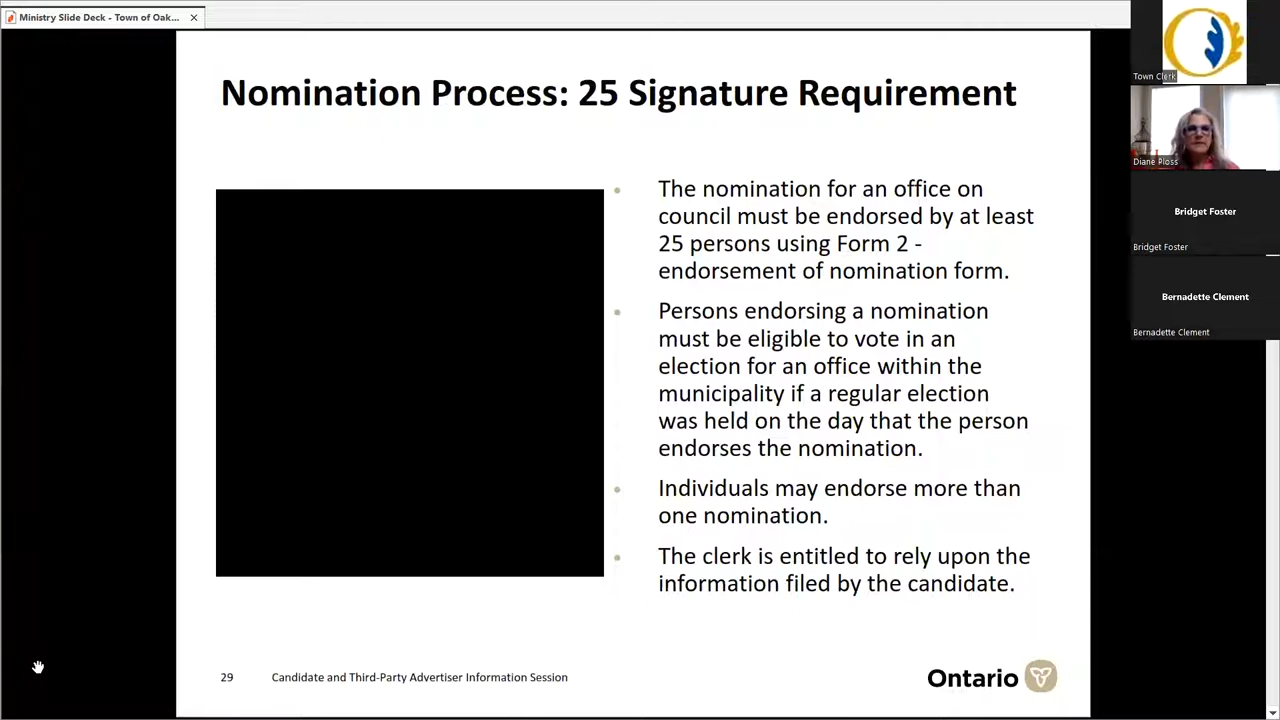 Ministry Slide Deck - Town of Oak...
Nomination Process: 25 Signature Requirement
The nomination for an office on
council must be endorsed by at least
25 persons using Form 2 -
endorsement of nomination form.
Persons endorsing a nomination
must be eligible to vote in an
election for an office within the
municipality if a regular election
was held on the day that the person
endorses the nomination.
Individuals may endorse more than
one nomination.
The clerk is entitled to rely upon the
information filed by the candidate.
29
Candidate and Third-Party Advertiser Information Session
Ontario
Town Clerk
Diane Ploss
Bridget Foster
Bridget Foster
Bernadette Clement
Bernadette Clement